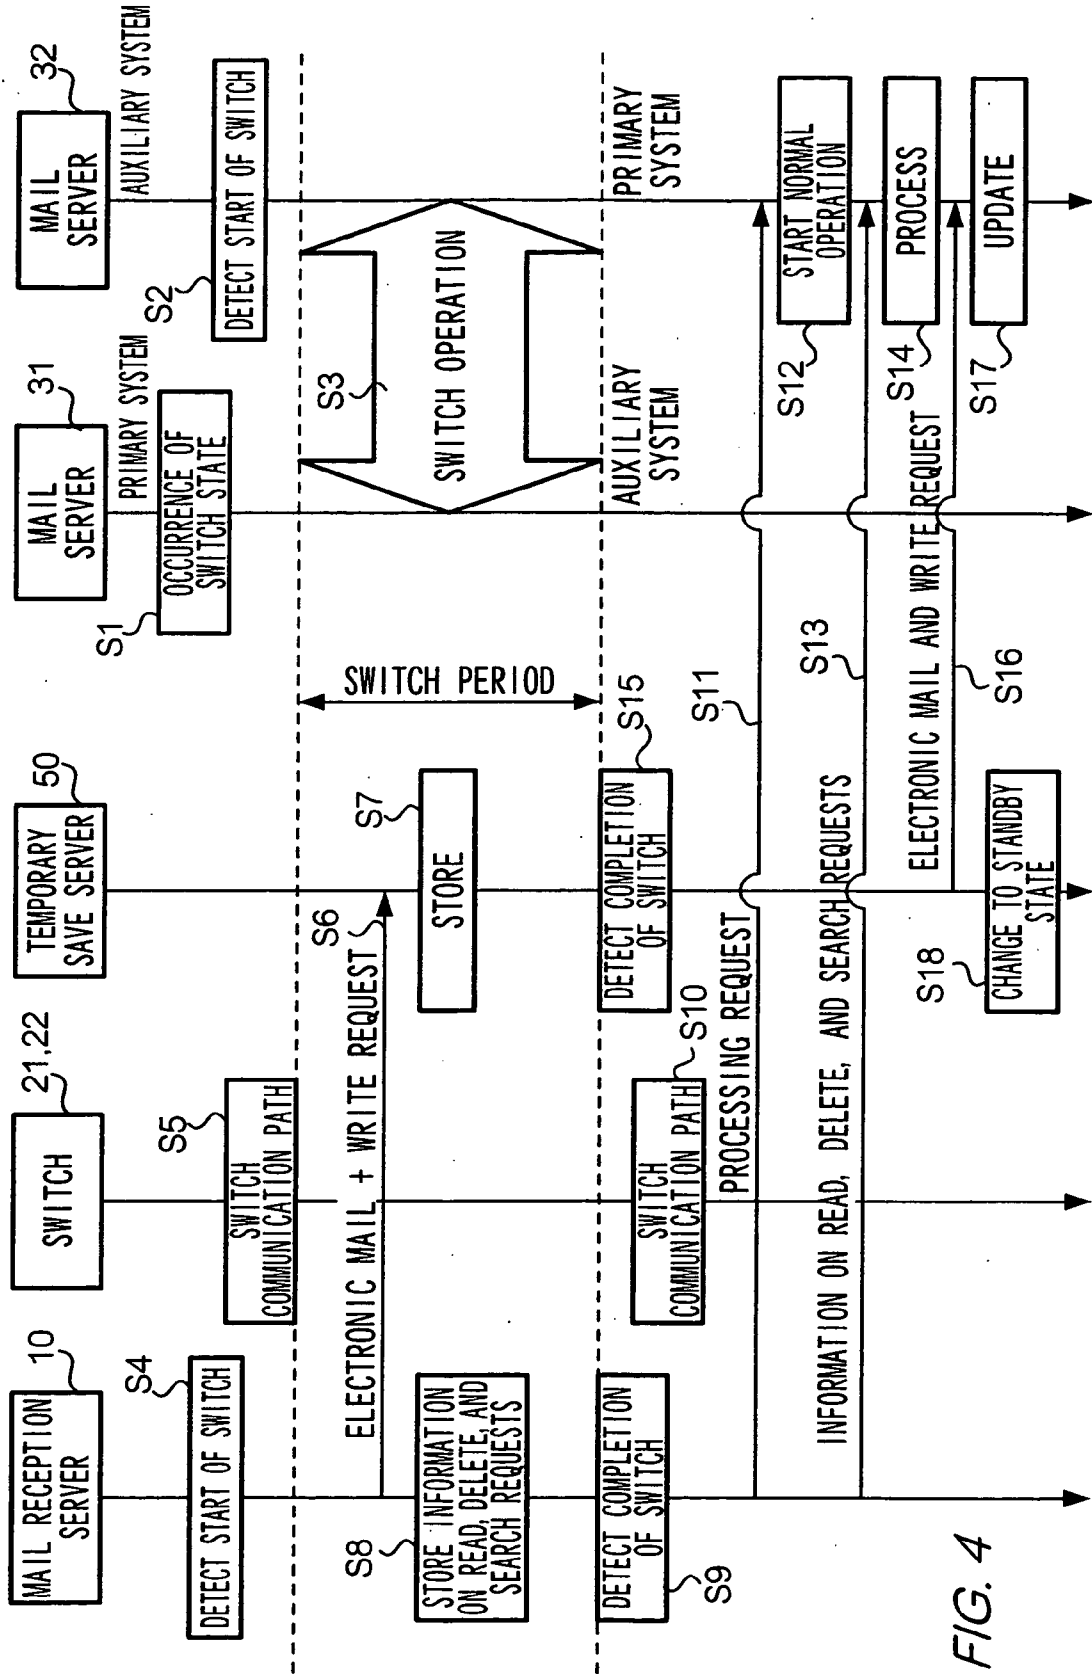 MAIL RECEPTION
SERVER
10
SWITCH
21,22
TEMPORARY
SAVE SERVER
50
MAIL
SERVER
31
MAIL
SERVER
32
PRIMARY SYSTEM
AUXILIARY SYSTEM
S1
OCCURRENCE OF
SWITCH STATE
S2
DETECT START OF SWITCH
S4
DETECT START OF SWITCH
S5
SWITCH
COMMUNICATION PATH
SWITCH PERIOD
S3
SWITCH OPERATION
ELECTRONIC MAIL + WRITE REQUEST
S6
S7
STORE
S8
STORE INFORMATION
ON READ, DELETE, AND
SEARCH REQUESTS
AUXILIARY
SYSTEM
PRIMARY
SYSTEM
DETECT COMPLETION
OF SWITCH
S9
SWITCH
COMMUNICATION PATH
S10
DETECT COMPLETION
OF SWITCH
S15
PROCESSING REQUEST
S11
START NORMAL
OPERATION
S12
INFORMATION ON READ, DELETE, AND SEARCH REQUESTS
S13
PROCESS
S14
ELECTRONIC MAIL AND WRITE REQUEST
S16
UPDATE
S17
S18
CHANGE TO STANDBY
STATE
FIG. 4